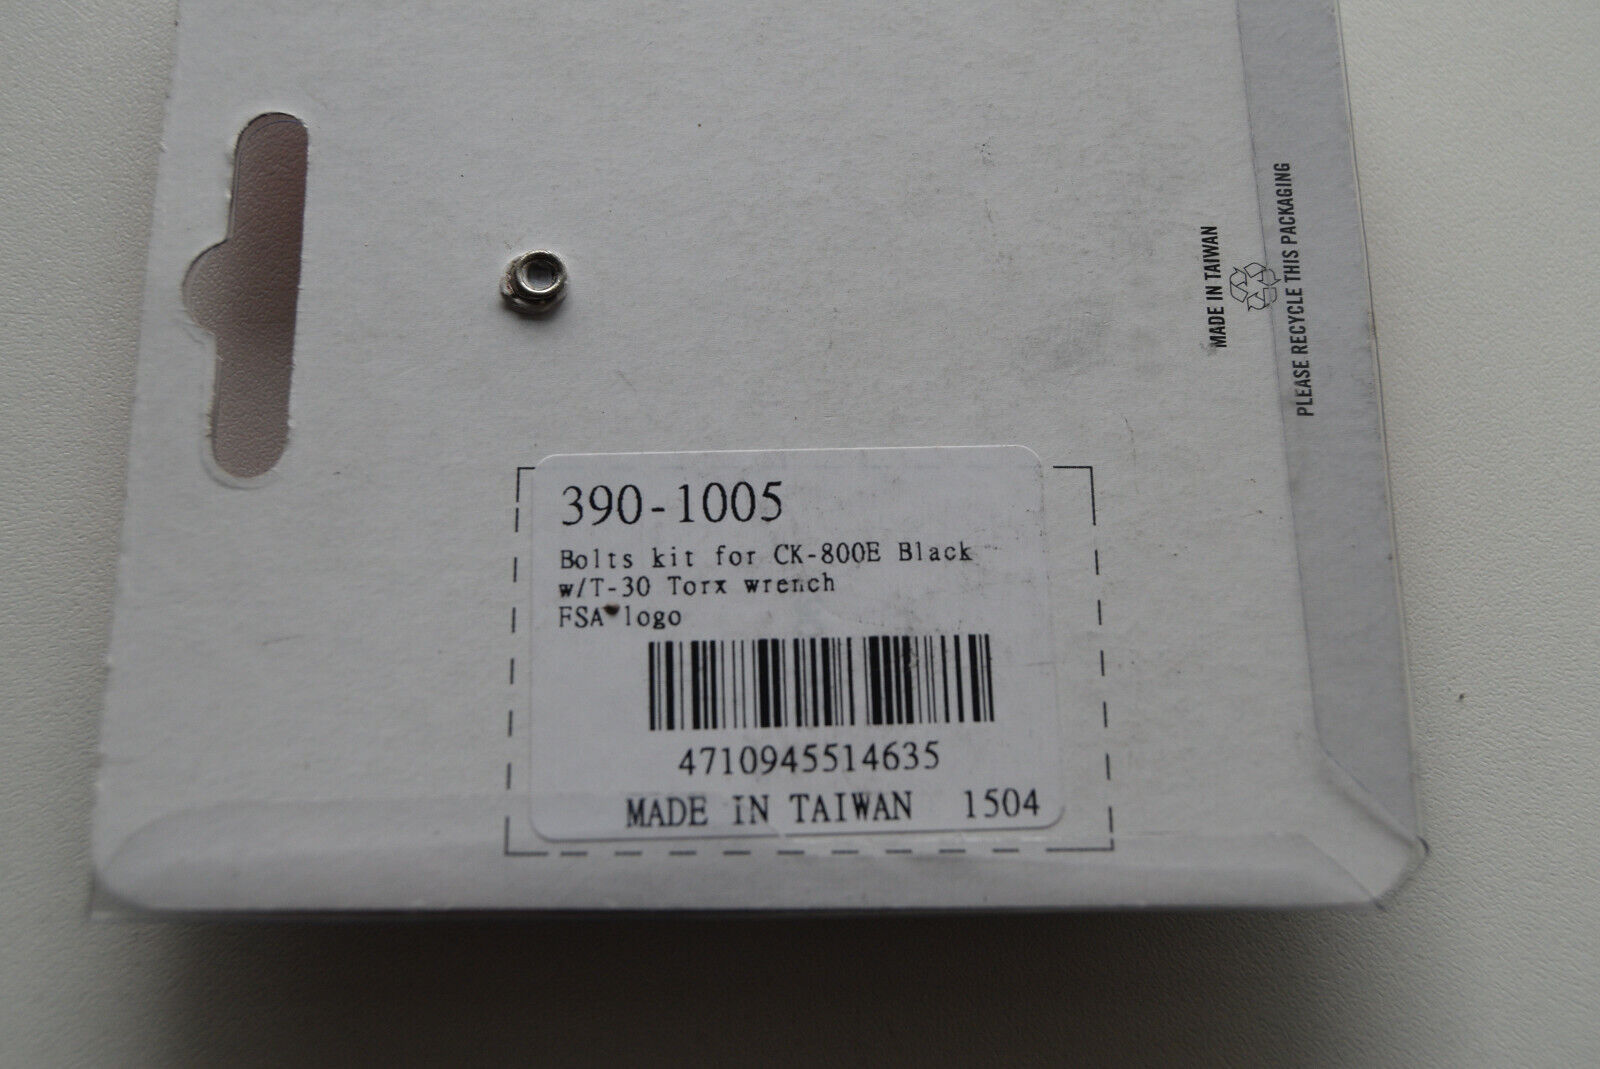 390-1005
Bolts kit for CK-800E Black
w/T-30 Torx wrench
FSA logo
4710945514635
MADE IN TAIWAN 1504
MADE IN TAIWAN
PLEASE RECYCLE THIS PACKAGING